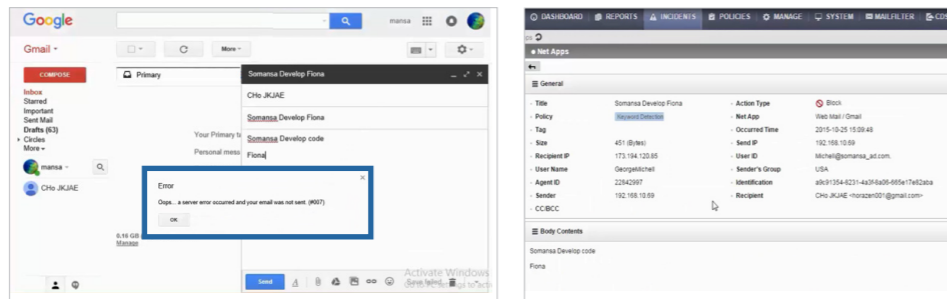 Google
mansa
Gmail
More
COMPOSE
Primary
Somansa Develop Fiona
Inbox
Starred
Important
Sent Mail
Drafts (63)
Circles
More
CHo JKJAE
Somansa Develop Fiona
Your Primary
Somansa Develop code
Personal mess
Fiona
mansa
CHo JKJAE
Error
Oops... a server error occurred and your email was not sent. (#007)
OK
0.15 GB
Manage
Send
Save failed
Activate Windows
DASHBOARD REPORTS INCIDENTS POLICIES MANAGE SYSTEM MAILFILTER
Net Apps
General
Title Somansa Develop Fiona Action Type Block
Policy Keyword Detection Net App Web Mail / Gmail
Tag Occurred Time 2015-10-25 15:09:48
Size 451 (Bytes) Send IP 192.168.10.69
Recipient IP 173.194.120.85 User ID Michell@somansa_ad.com.
User Name GeorgeMichell Sender's Group USA
Agent ID 22842997 Identification
Sender 192.168.10.69 Recipient CHo JKJAE <horazen001@gmail.com>
CC/BCC
Body Contents
Somansa Develop code
Fiona